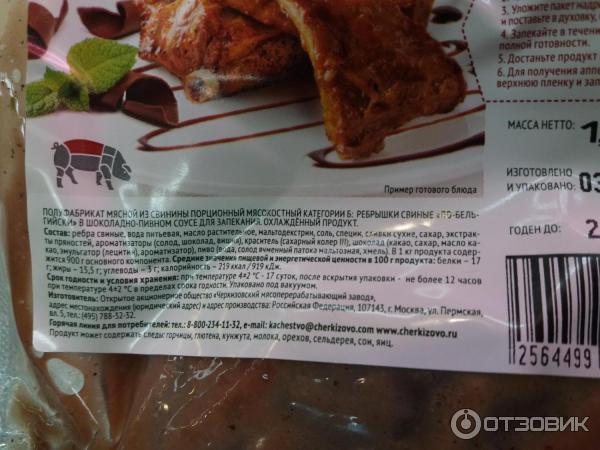 3. Уложите пакет надр
и поставьте в духовку,
4. Запекайте в течени
полной готовности.
5. Достаньте продукт
6. Для получения аппе
верхнюю пленку и зап
МАССА НЕТТО: 1,
ИЗГОТОВЛЕНО
И УПАКОВАНО: 03
ГОДЕН ДО: 2
Пример готового блюда
ПОЛУФАБРИКАТ МЯСНОЙ ИЗ СВИНИНЫ ПОРЦИОННЫЙ МЯСОКОСТНЫЙ КАТЕГОРИИ Б: РЕБРЫШКИ СВИНЫЕ «ПО-БЕЛЬ-
ГИЙСКИ» В ШОКОЛАДНО-ПИВНОМ СОУСЕ ДЛЯ ЗАПЕКАНИЯ. ОХЛАЖДЁННЫЙ ПРОДУКТ.
Состав: ребра свиные, вода питьевая, масло растительное, мальтодекстрин, соль, специи, сливки сухие, сахар, экстрак-
ты пряностей, ароматизаторы (солод, шоколад, вишня), краситель (сахарный колер III), шоколад (какао, сахар, масло ка-
као, эмульгатор (лецитин), ароматизатор), пиво (вода, солод ячменный патока мальтозная, хмель). В 1 кг продукта содер-
жится 900 г основного компонента. Средние значения пищевой и энергетической ценности в 100 г продукта: белки – 17
г; жиры – 15,5 г; углеводы – 3 г; калорийность – 219 ккал / 919 кДж.
Срок годности и условия хранения: при температуре 4±2 °C - 17 суток, после вскрытия упаковки - не более 12 часов
при температуре 4±2 °C в пределах срока годности. Упаковано под вакуумом.
Изготовитель: Открытое акционерное общество «Черкизовский мясоперерабатывающий завод»,
адрес местонахождения (юридический адрес) и адрес производства: Российская Федерация, 107143, г. Москва, ул. Пермская,
вл. 5, тел.: (495) 788-32-32.
Горячая линия для потребителей: тел.: 8-800-234-11-32, e-mail: kachestvo@cherkizovo.com www.cherkizovo.ru
Продукт может содержать следы: горчицы, глютена, кунжута, молока, орехов, сельдерея, сои, яиц.
2564499
ОТЗОВИК